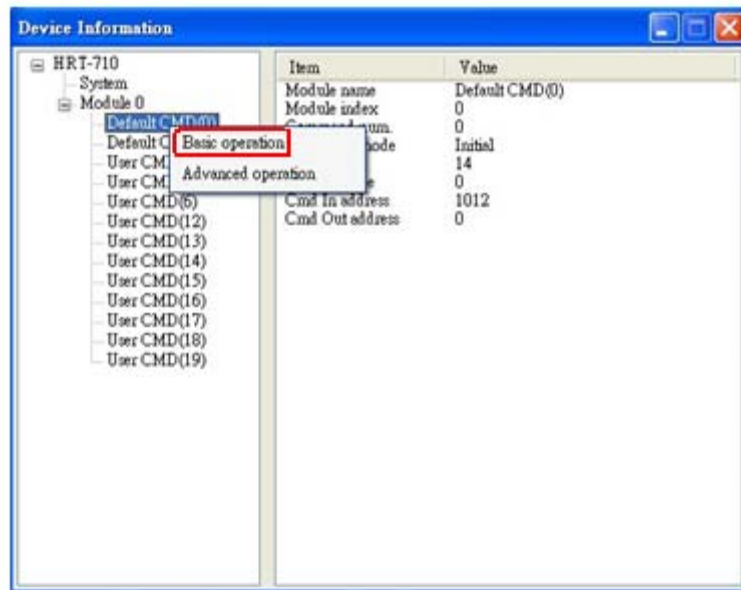 Device Information
HRT-710
System
Module 0
Default CMD(0)
Default C
User CM
User CM
User CMD(6)
User CMD(12)
User CMD(13)
User CMD(14)
User CMD(15)
User CMD(16)
User CMD(17)
User CMD(18)
User CMD(19)
Basic operation
Advanced operation
Item Value
Module name Default CMD(0)
Module index 0
num. 0
mode Initial
14
0
Cmd In address 1012
Cmd Out address 0